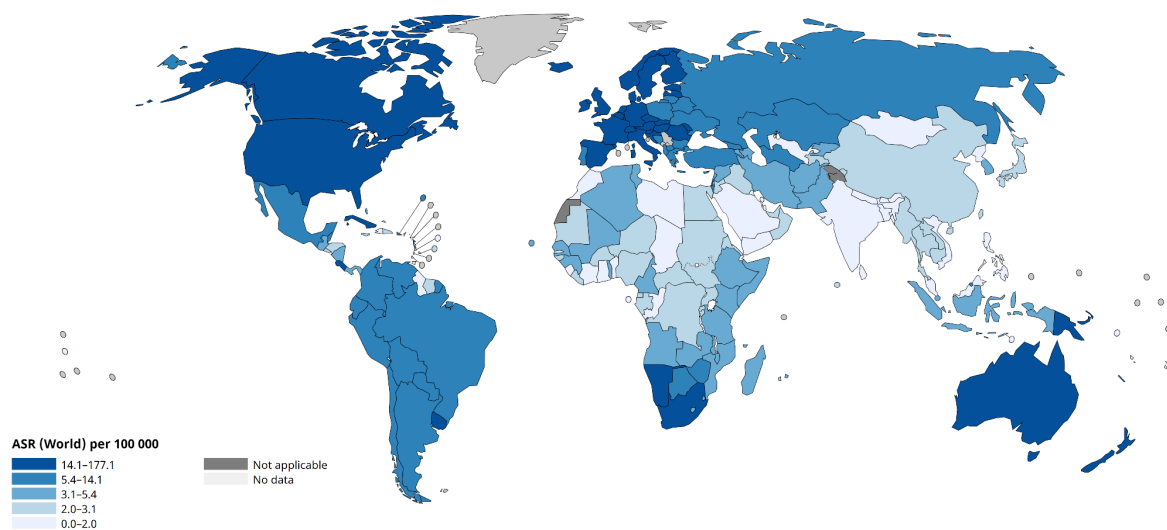 ASR (World) per 100 000
14.1–177.1
5.4–14.1
3.1–5.4
2.0–3.1
0.0–2.0
Not applicable
No data